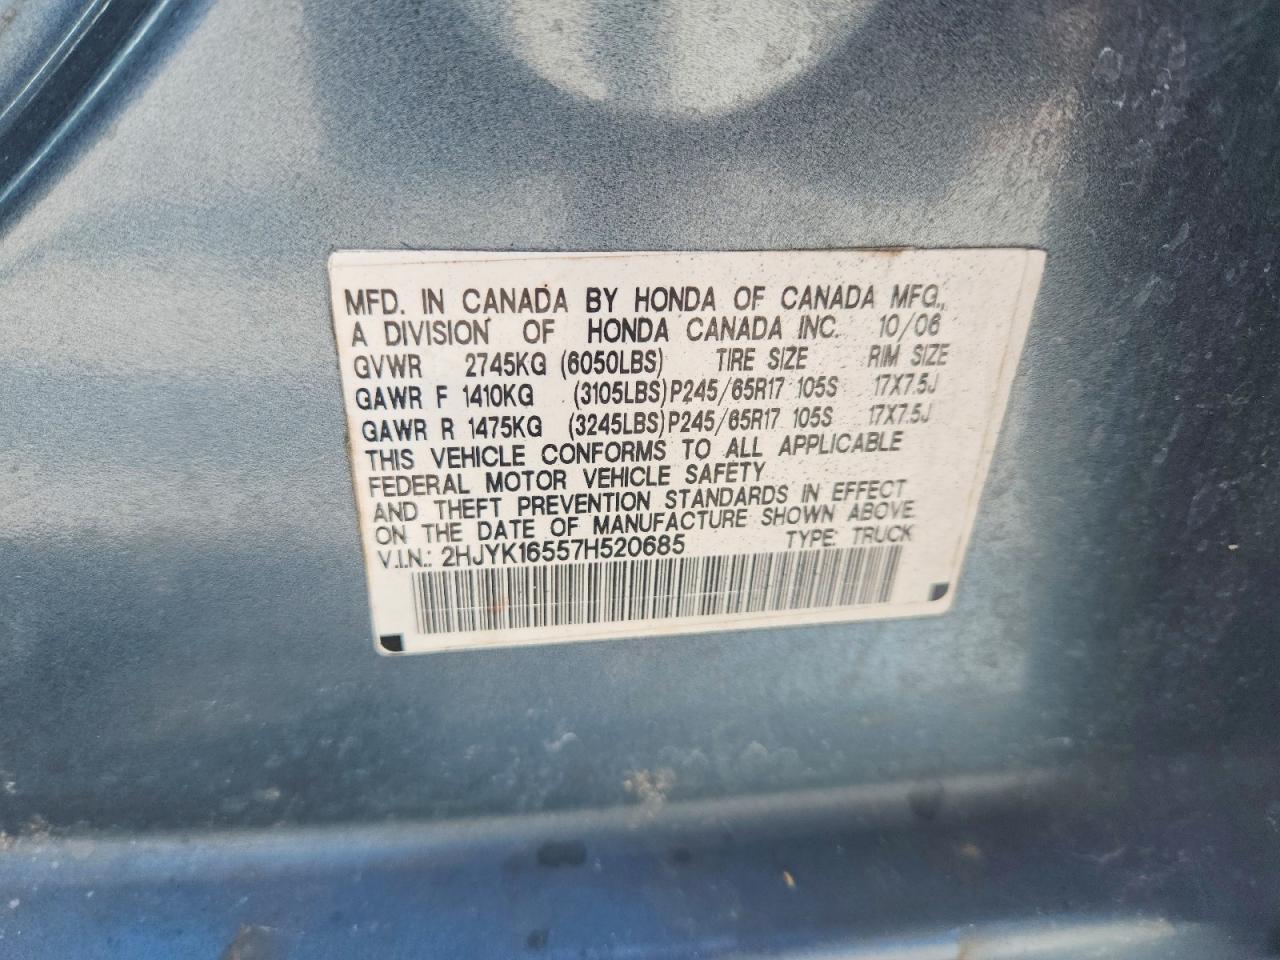 MFD. IN CANADA BY HONDA OF CANADA MFG.,
A DIVISION OF HONDA CANADA INC. 10/06
GVWR 2745KG (6050LBS) TIRE SIZE RIM SIZE
GAWR F 1410KG (3105LBS) P245/65R17 105S 17X7.5J
GAWR R 1475KG (3245LBS) P245/65R17 105S 17X7.5J
THIS VEHICLE CONFORMS TO ALL APPLICABLE
FEDERAL MOTOR VEHICLE SAFETY
AND THEFT PREVENTION STANDARDS IN EFFECT
ON THE DATE OF MANUFACTURE SHOWN ABOVE.
V.I.N.: 2HJYK16557H520685 TYPE: TRUCK